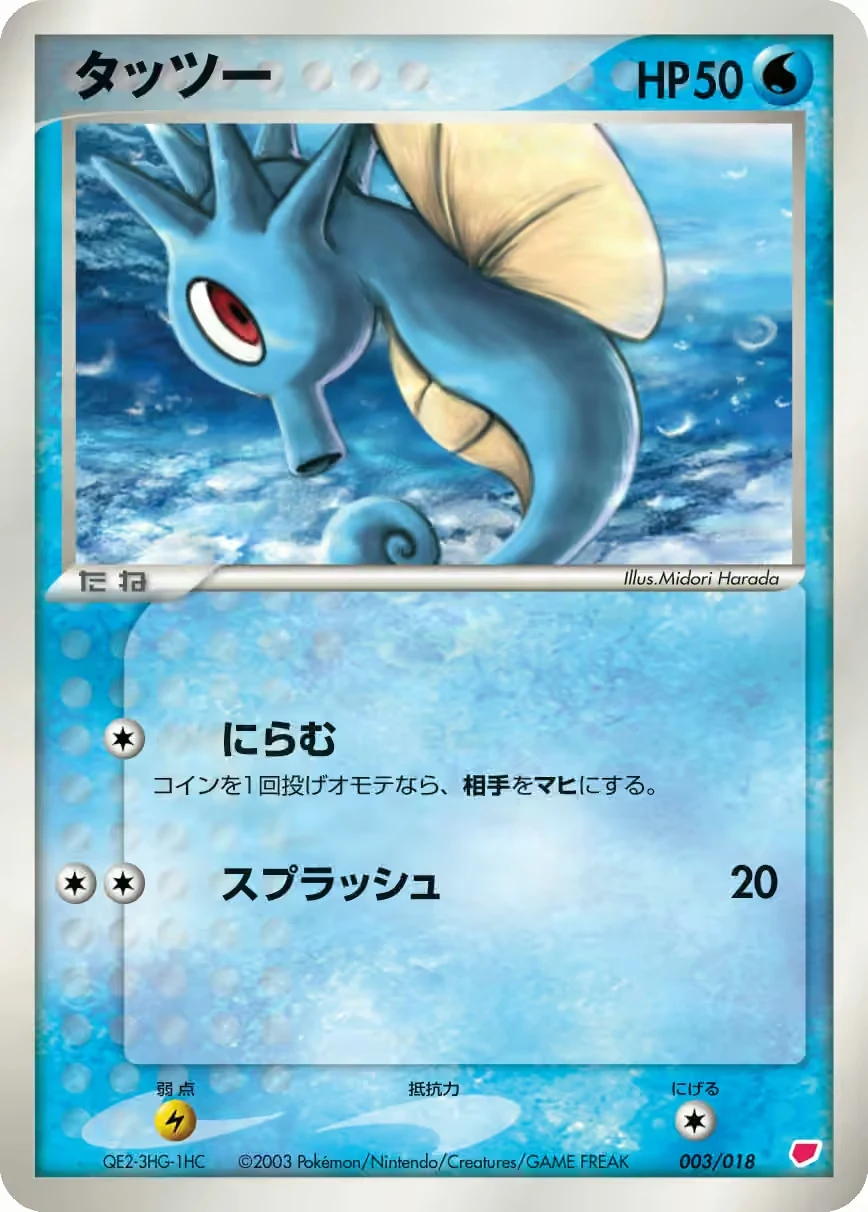 タッツー
HP50
たね
Illus.Midori Harada
にらむ
コインを1回投げオモテなら、相手をマヒにする。
スプラッシュ 20
弱点 抵抗力 にげる
QE2-3HG-1HC ©2003 Pokémon/Nintendo/Creatures/GAME FREAK 003/018